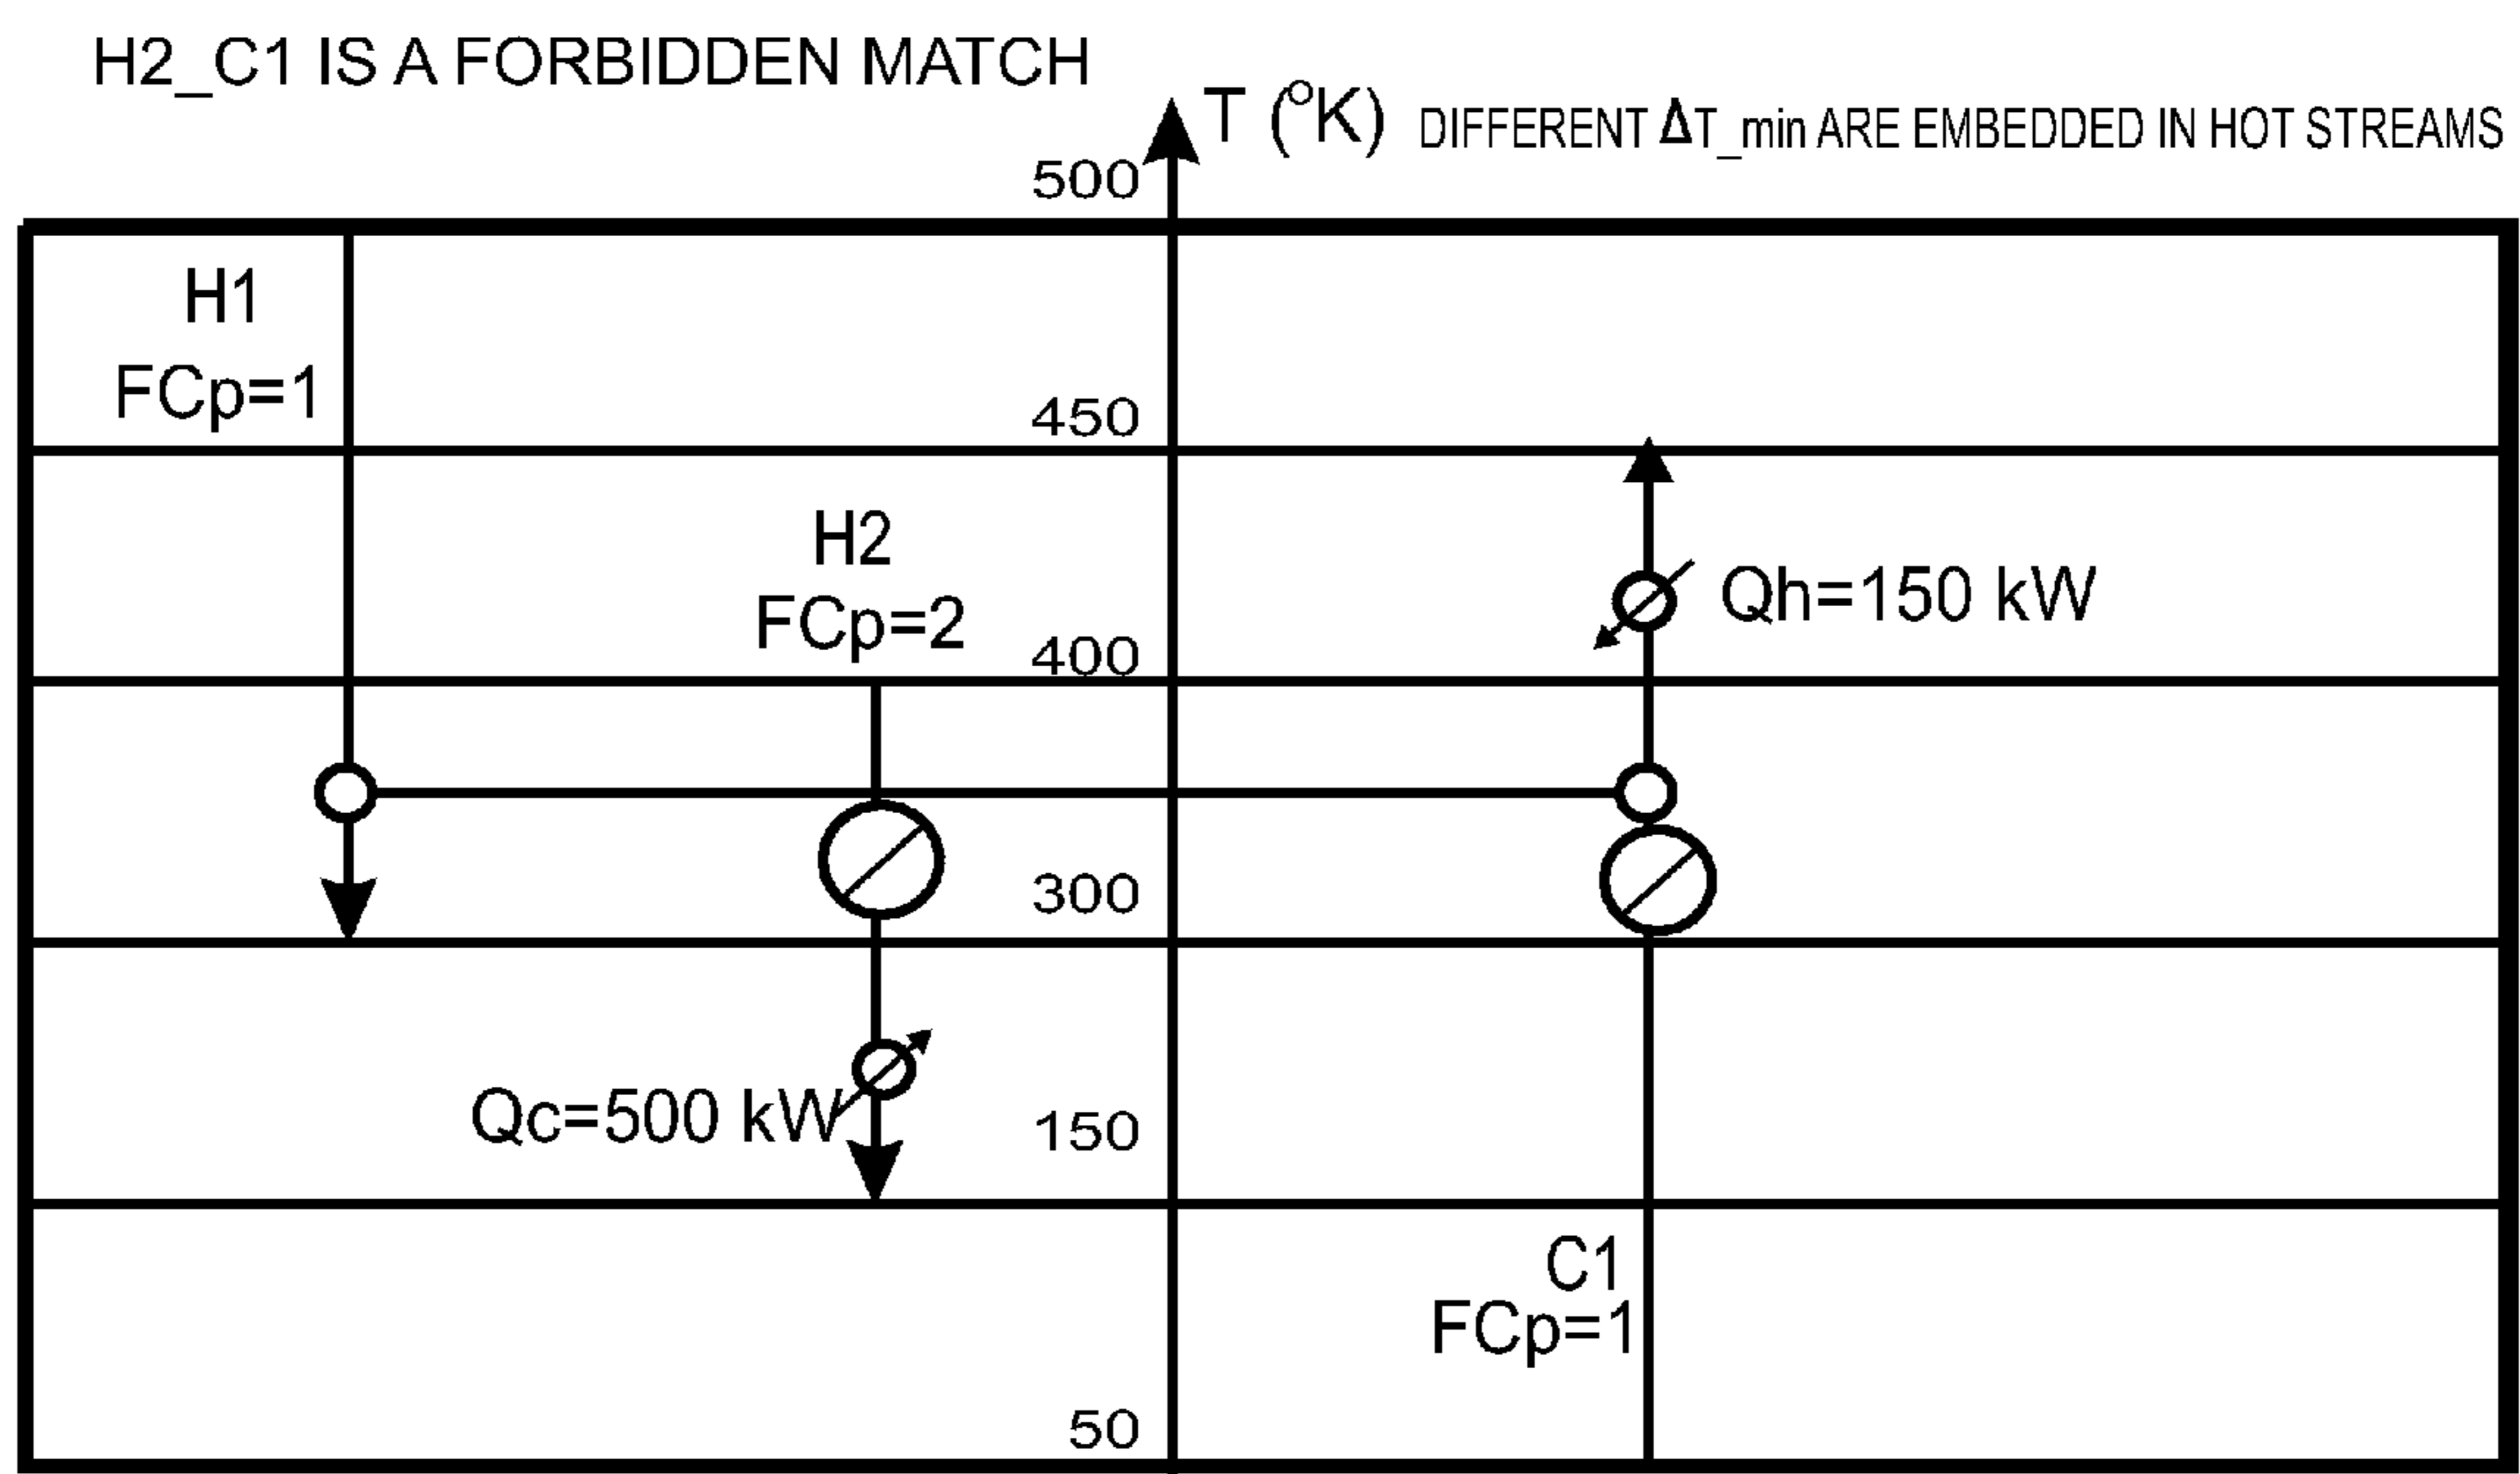 H2_C1 IS A FORBIDDEN MATCH
T (°K) DIFFERENT ΔT_min ARE EMBEDDED IN HOT STREAMS
500
H1
FCp=1
450
H2
FCp=2
Qh=150 kW
400
300
Qc=500 kW
150
C1
FCp=1
50